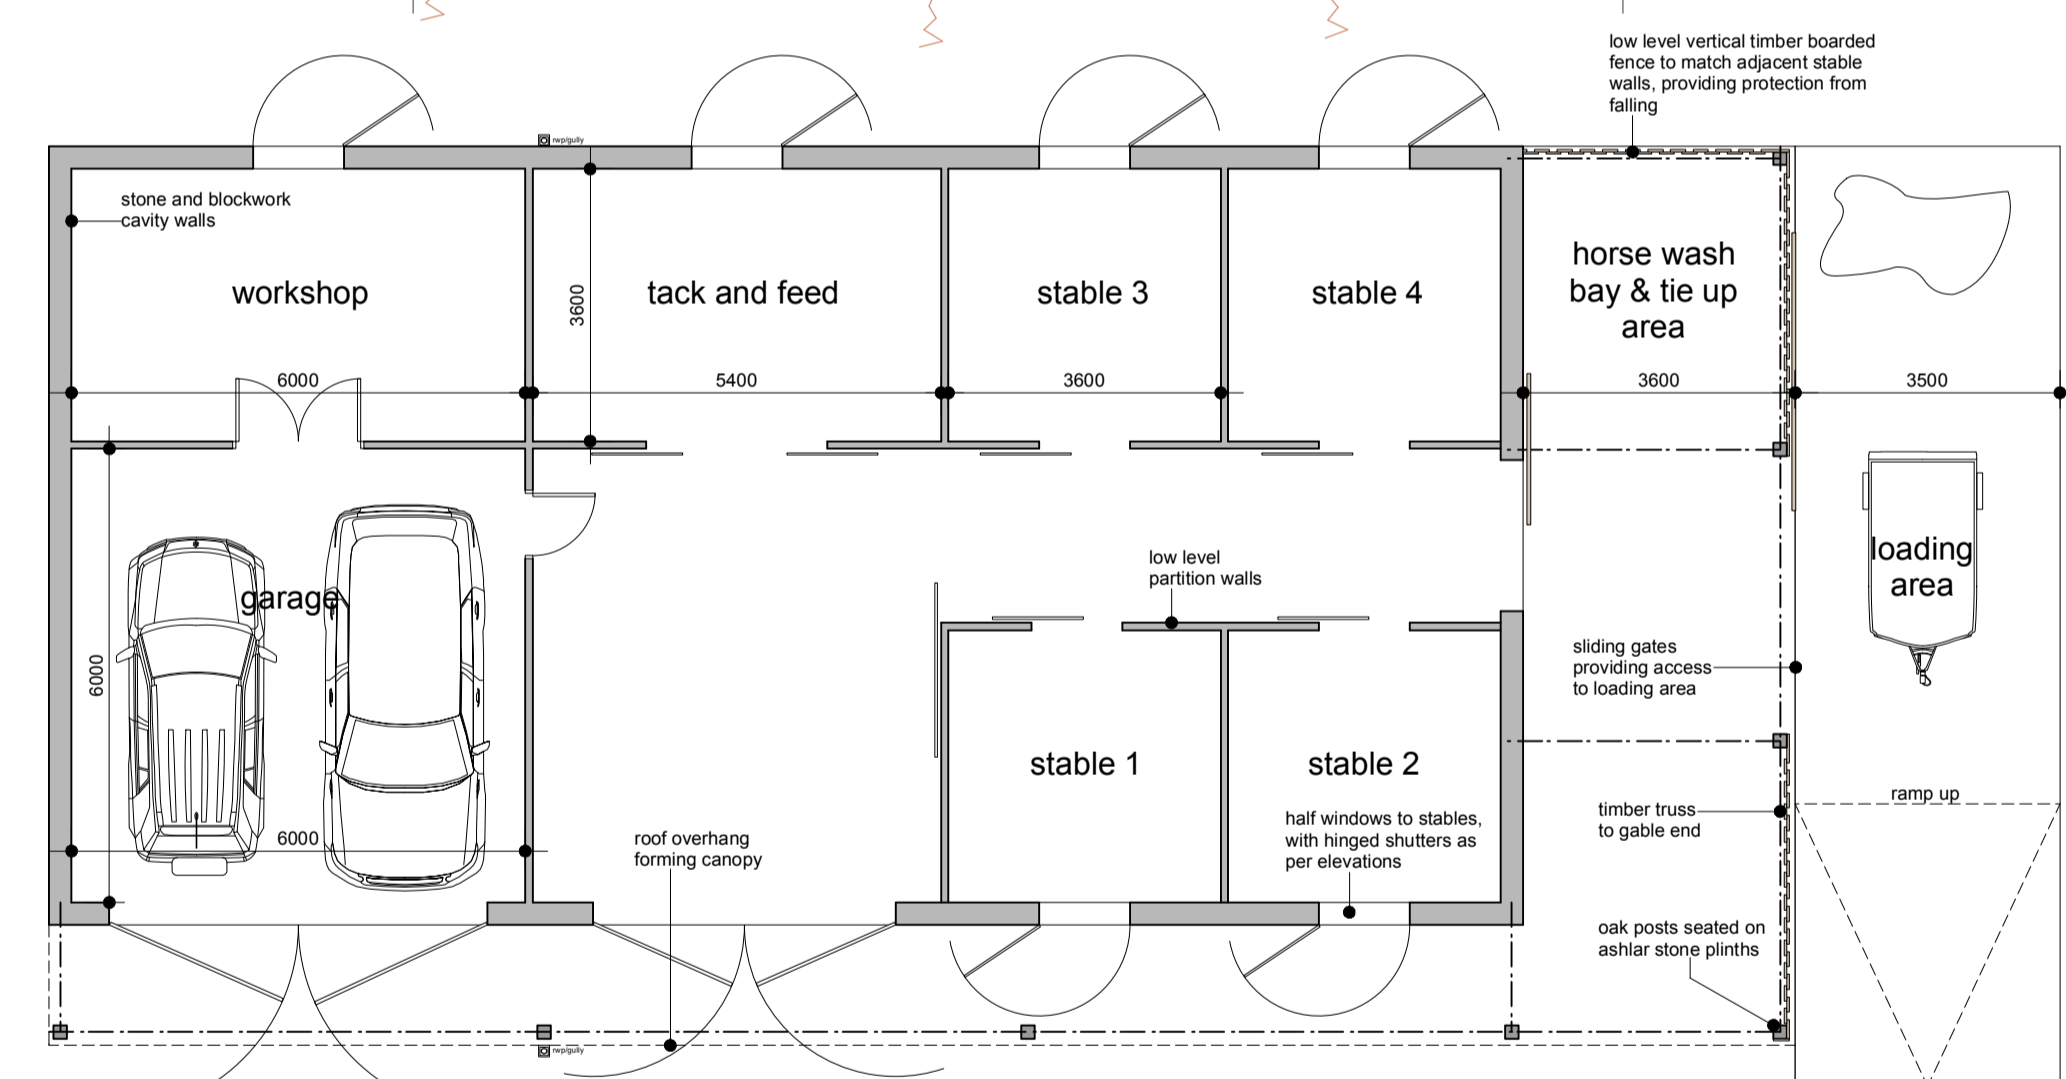 low level vertical timber boarded
fence to match adjacent stable
walls, providing protection from
falling
rwp/gully
stone and blockwork
cavity walls
workshop
tack and feed
stable 3
stable 4
horse wash
bay & tie up
area
3600
6000
5400
3600
3600
3500
garage
low level
partition walls
loading
area
6000
sliding gates
providing access
to loading area
stable 1
stable 2
ramp up
6000
roof overhang
forming canopy
half windows to stables,
with hinged shutters as
per elevations
timber truss
to gable end
oak posts seated on
ashlar stone plinths
rwp/gully